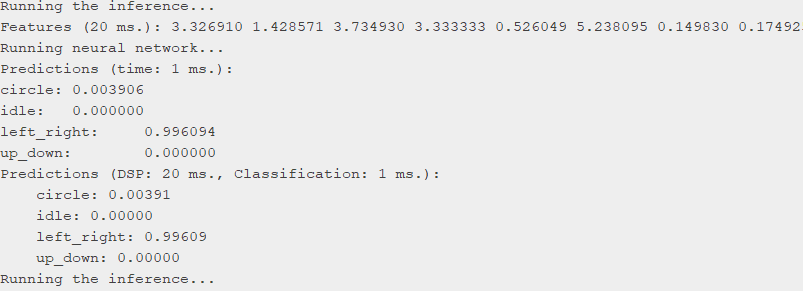 Running the inference...
Features (20 ms.): 3.326910 1.428571 3.734930 3.333333 0.526049 5.238095 0.149830 0.17492
Running neural network...
Predictions (time: 1 ms.):
circle: 0.003906
idle:   0.000000
left_right:     0.996094
up_down:        0.000000
Predictions (DSP: 20 ms., Classification: 1 ms.):
    circle: 0.00391
    idle: 0.00000
    left_right: 0.99609
    up_down: 0.00000
Running the inference...